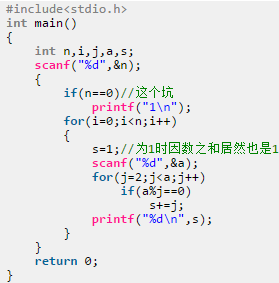 #include<stdio.h>
int main()
{
    int n,i,j,a,s;
    scanf("%d",&n);
    {
        if(n==0)//这个坑
            printf("1\n");
        for(i=0;i<n;i++)
        {
            s=1;//为1时因数之和居然也是1
            scanf("%d",&a);
            for(j=2;j<a;j++)
                if(a%j==0)
                    s+=j;
            printf("%d\n",s);
        }
    }
    return 0;
}